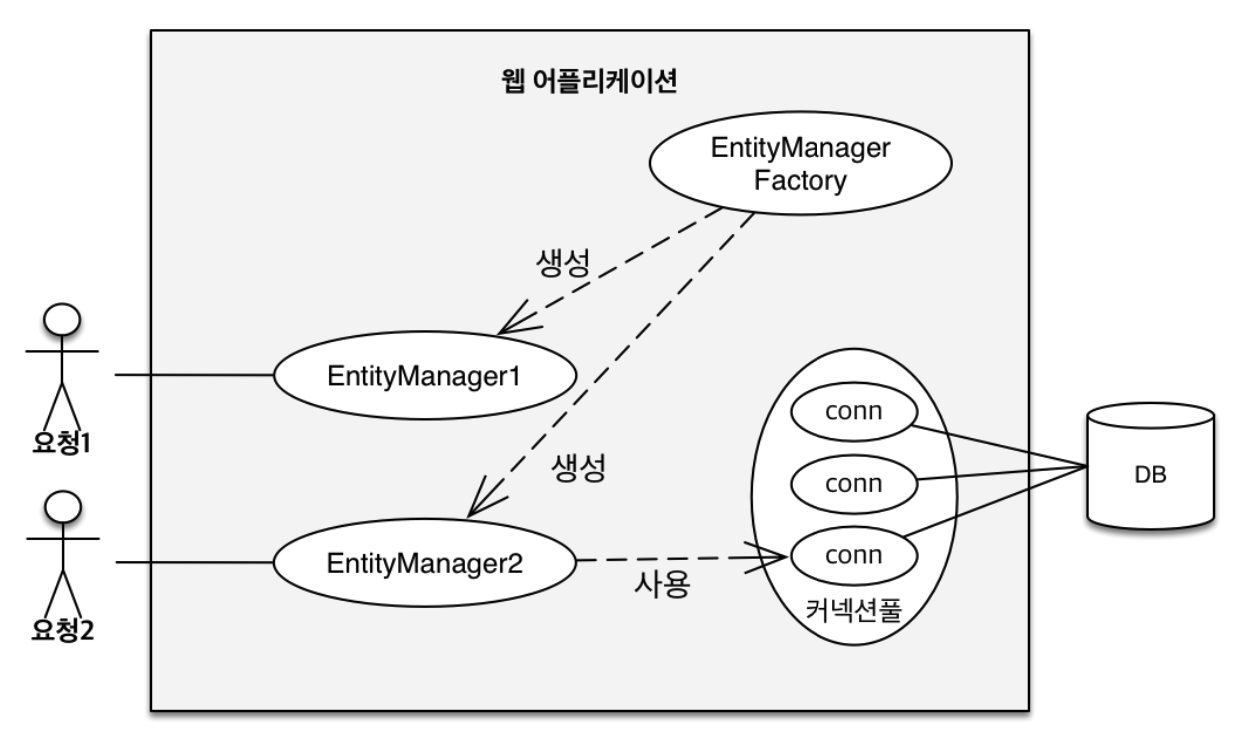 웹 어플리케이션
EntityManager
Factory
생성
EntityManager1
요청1
conn
생성
conn
DB
EntityManager2
사용
conn
커넥션풀
요청2